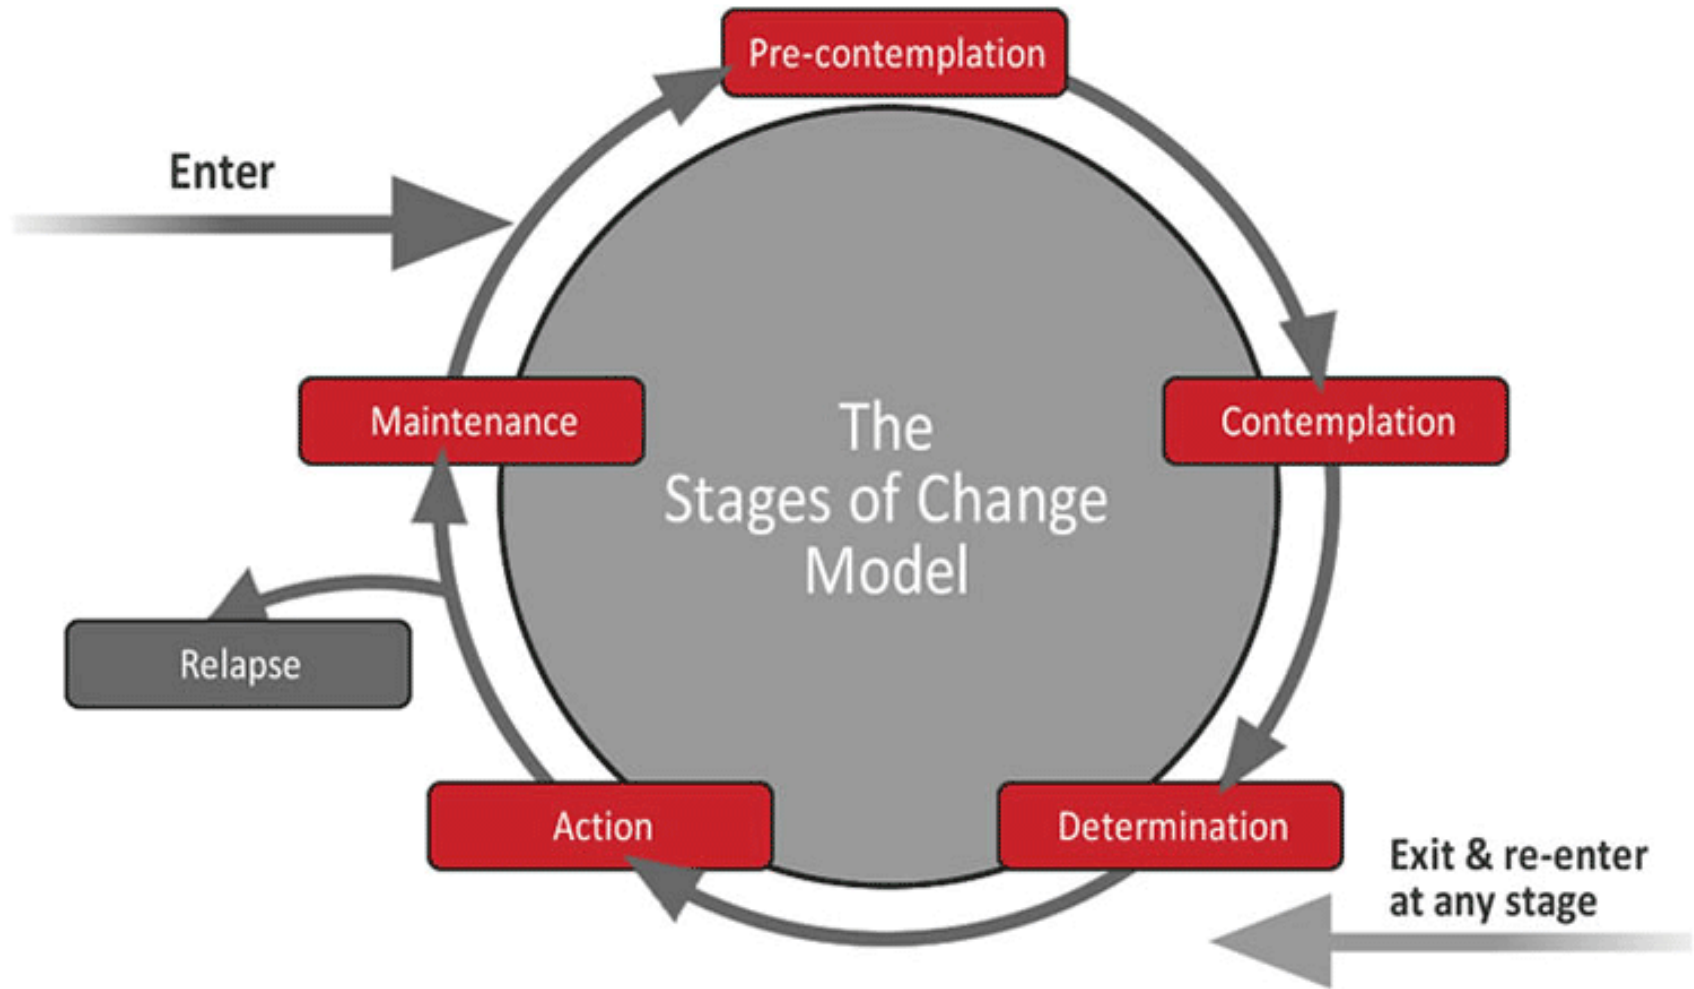 Pre-contemplation
Enter
Maintenance
Contemplation
The
Stages of Change
Model
Relapse
Action
Determination
Exit & re-enter
at any stage